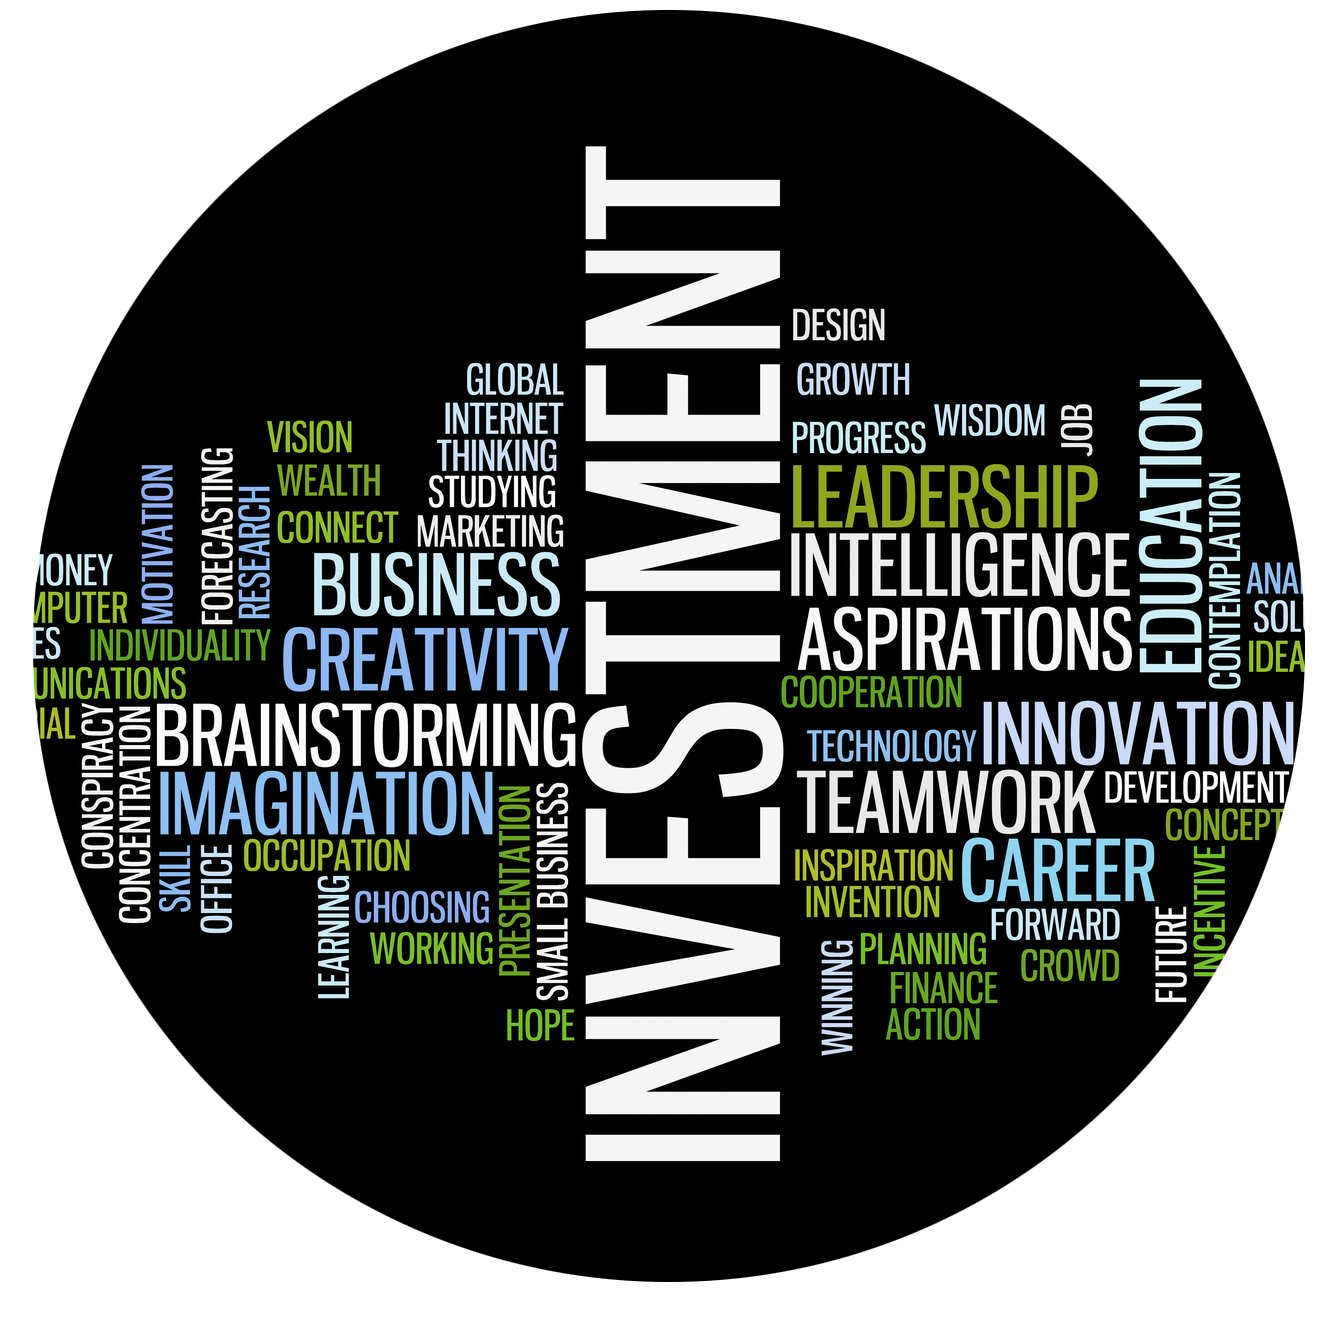 INVESTMENT
GLOBAL
INTERNET
THINKING
STUDYING
MARKETING
VISION
WEALTH
CONNECT
MOTIVATION
FORECASTING
RESEARCH
BUSINESS
MONEY
MPUTER
ES
INDIVIDUALITY
CREATIVITY
UNICATIONS
IAL
CONSPIRACY
CONCENTRATION
BRAINSTORMING
IMAGINATION
SKILL
OFFICE
OCCUPATION
LEARNING
CHOOSING
WORKING
PRESENTATION
SMALL BUSINESS
HOPE
DESIGN
GROWTH
PROGRESS
WISDOM
JOB
LEADERSHIP
INTELLIGENCE
ASPIRATIONS
EDUCATION
CONTEMPLATION
ANAL
SOLU
IDEA
COOPERATION
TECHNOLOGY
INNOVATION
TEAMWORK
DEVELOPMENT
CONCEPT
INSPIRATION
INVENTION
CAREER
FORWARD
PLANNING
CROWD
FINANCE
ACTION
WINNING
FUTURE
INCENTIVE